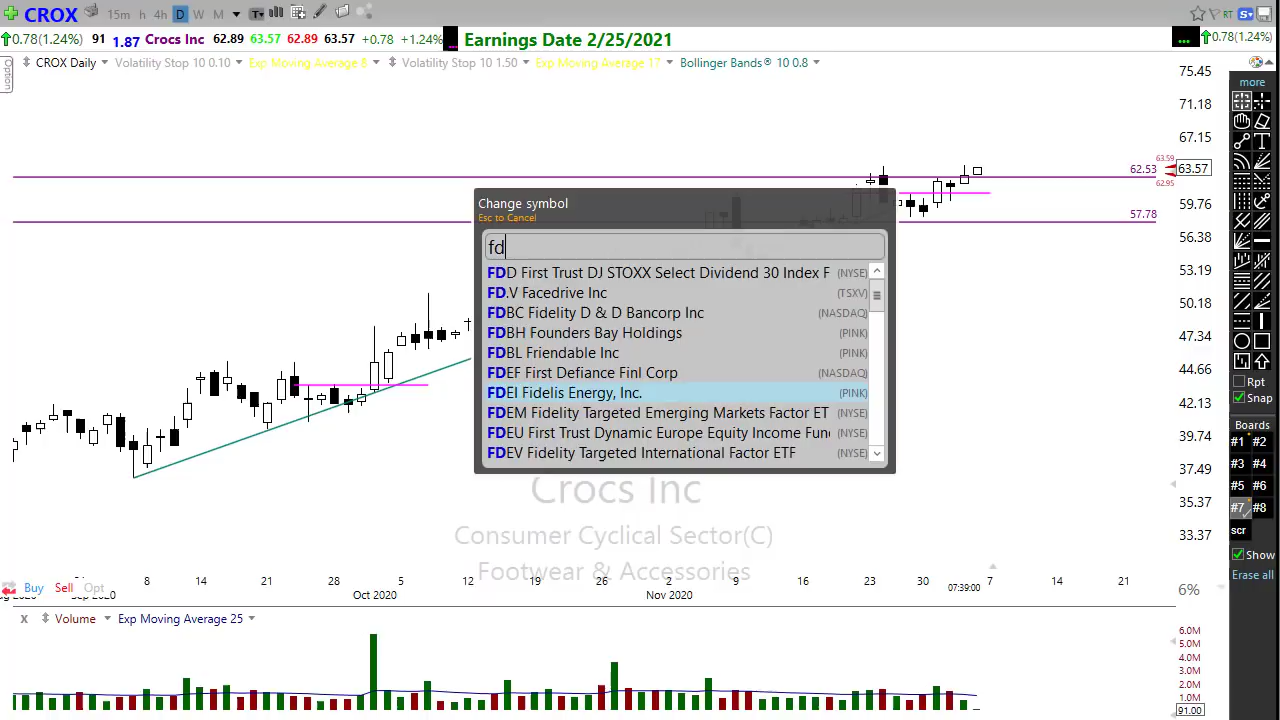 CROX 15m h 4h D W M
0.78(1.24%) 91 1.87 Crocs Inc 62.89 63.57 62.89 63.57 +0.78 +1.24% ... Earnings Date 2/25/2021 ... 0.78(1.24%)
RT S
Option
CROX Daily Volatility Stop 10 0.10 Exp Moving Average 8 Volatility Stop 10 1.50 Exp Moving Average 17 Bollinger Bands® 10 0.8
75.45
more
71.18
67.15
63.59
62.53 63.57
62.95
59.76
57.78
56.38
53.19
50.18
47.34
44.66
42.13
39.74
37.49
35.37
33.37
Change symbol
Esc to Cancel
fd
FDD First Trust DJ STOXX Select Dividend 30 Index F (NYSE)
FD.V Facedrive Inc (TSXV)
FDBC Fidelity D & D Bancorp Inc (NASDAQ)
FDBH Founders Bay Holdings (PINK)
FDBL Friendable Inc (PINK)
FDEF First Defiance Finl Corp (NASDAQ)
FDEI Fidelis Energy, Inc. (PINK)
FDEM Fidelity Targeted Emerging Markets Factor ET (NYSE)
FDEU First Trust Dynamic Europe Equity Income Fun (NYSE)
FDEV Fidelity Targeted International Factor ETF (NYSE)
Rpt
Snap
Boards
#1 #2
#3 #4
#5 #6
#7 #8
scr
Show
Erase all
Crocs Inc
Consumer Cyclical Sector(C)
Footwear & Accessories
8 14 21 28 5 12 19 26 2 9 16 23 30 7 14 21
Buy Sell Opt
Oct 2020 Nov 2020 07:39:00
6%
x Volume Exp Moving Average 25
6.0M
5.0M
4.0M
3.0M
2.0M
1.0M
91.00